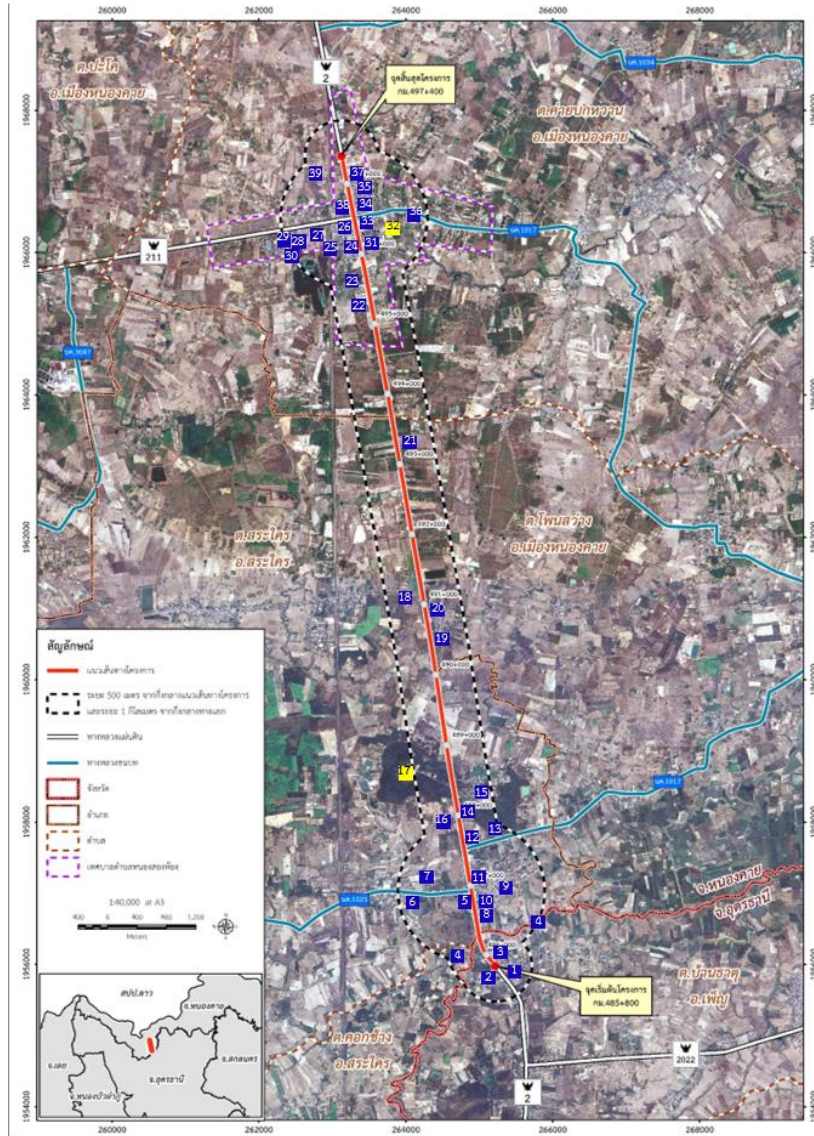 260000
262000
264000
266000
268000
นค.1034
ต.ปะโค
อ.เมืองหนองคาย
2
จุดสิ้นสุดโครงการ
กม.497+400
ต.ค่ายบกหวาน
อ.เมืองหนองคาย
1968000
1968000
39
37
35
38
34
36
33
32
26
29
28
27
25
24
31
30
นค.1017
211
1966000
1966000
23
22
495+000
นค.3047
494+000
1964000
1964000
21
493+000
492+000
ต.สระใคร
อ.สระใคร
ต.โพนสว่าง
อ.เมืองหนองคาย
1962000
1962000
18
491+000
20
19
490+000
1960000
1960000
สัญลักษณ์
แนวเส้นทางโครงการ
ระยะ 500 เมตร จากกึ่งกลางแนวเส้นทางโครงการ
และระยะ 1 กิโลเมตร จากกึ่งกลางทางแยก
ทางหลวงแผ่นดิน
ทางหลวงชนบท
จังหวัด
อำเภอ
ตำบล
เทศบาลตำบลหนองสองห้อง
1:40,000 at A3
400
0
400
800
1,200
Meters
489+000
17
15
14
16
13
12
นค.1017
1958000
1958000
7
11
9
6
5
10
8
4
นค.1023
จ.หนองคาย
จ.อุดรธานี
4
3
2
1
1956000
1956000
จุดเริ่มต้นโครงการ
กม.485+800
ต.บ้านธาตุ
อ.เพ็ญ
ต.คอกช้าง
อ.สระใคร
2022
2
1954000
1954000
สปป.ลาว
จ.หนองคาย
จ.เลย
จ.อุดรธานี
จ.สกลนคร
จ.หนองบัวลำภู
260000
262000
264000
266000
268000